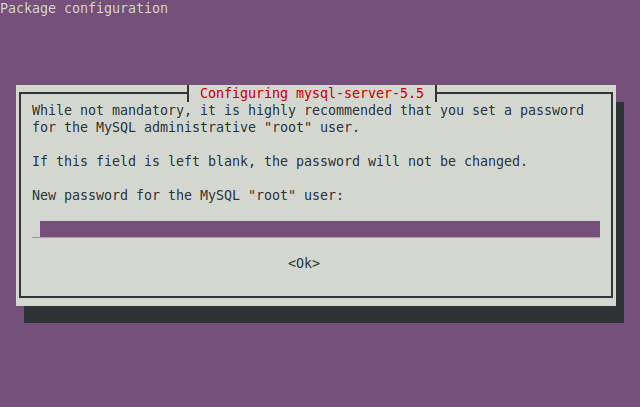 Package configuration
Configuring mysql-server-5.5
While not mandatory, it is highly recommended that you set a password
for the MySQL administrative "root" user.
If this field is left blank, the password will not be changed.
New password for the MySQL "root" user:
<Ok>